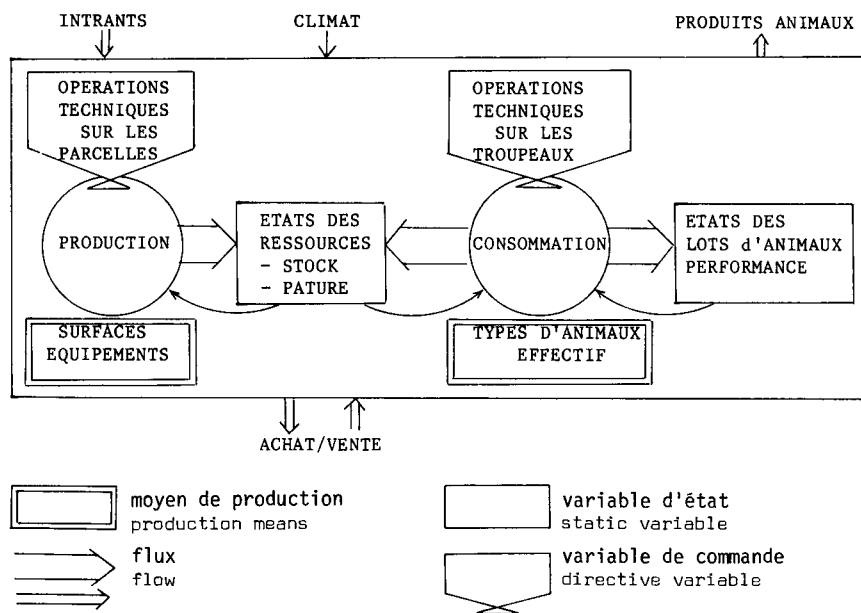 INTRANTS
CLIMAT
PRODUITS ANIMAUX
OPERATIONS
TECHNIQUES
SUR LES
PARCELLES
OPERATIONS
TECHNIQUES
SUR LES
TROUPEAUX
PRODUCTION
ETATS DES
RESSOURCES
- STOCK
- PATURE
CONSOMMATION
ETATS DES
LOTS d'ANIMAUX
PERFORMANCE
SURFACES
EQUIPEMENTS
TYPES D'ANIMAUX
EFFECTIF
ACHAT/VENTE
moyen de production
production means
variable d'état
static variable
flux
flow
variable de commande
directive variable